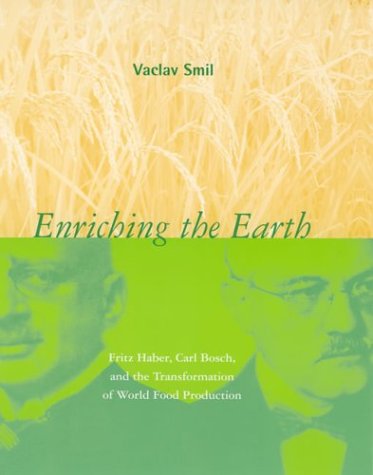 Vaclav Smil
Enriching the Earth
Fritz Haber, Carl Bosch,
and the Transformation
of World Food Production